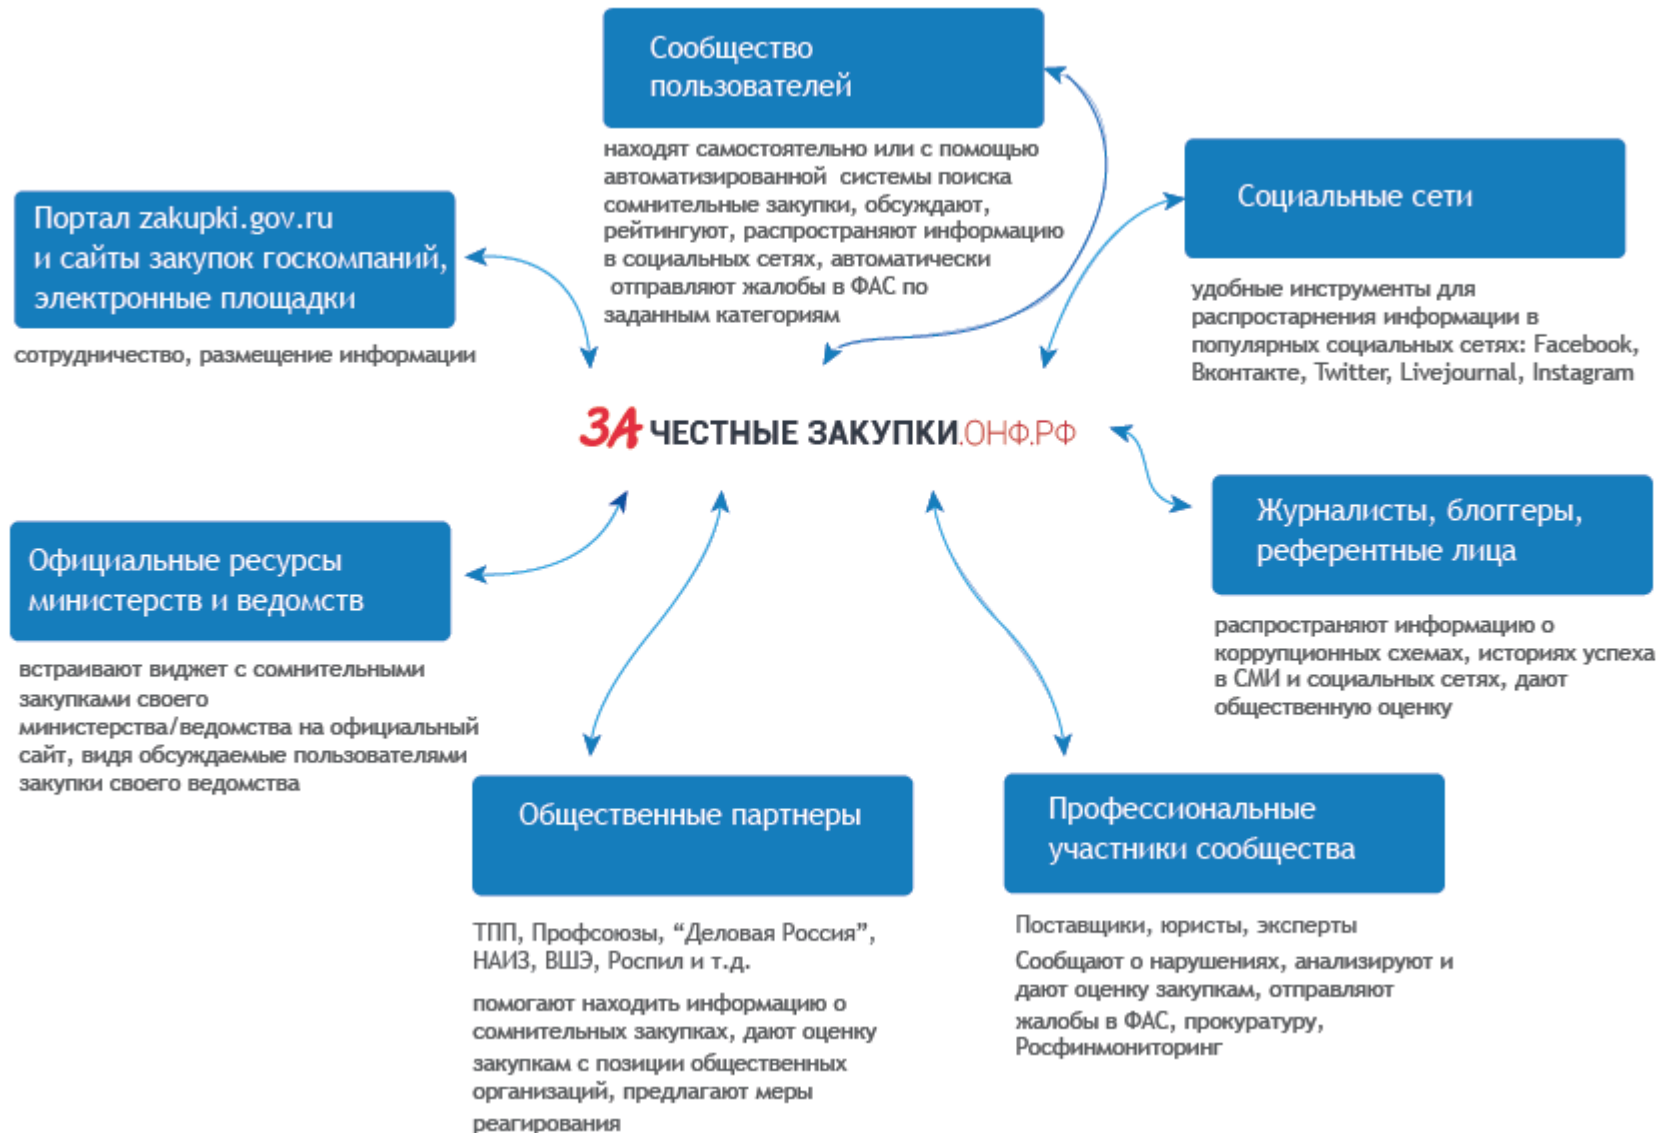 Сообщество
пользователей
находят самостоятельно или с помощью
автоматизированной системы поиска
сомнительные закупки, обсуждают,
рейтингуют, распространяют информацию
в социальных сетях, автоматически
отправляют жалобы в ФАС по
заданным категориям
Социальные сети
удобные инструменты для
распростарнения информации в
популярных социальных сетях: Facebook,
Вконтакте, Twitter, Livejournal, Instagram
Портал zakupki.gov.ru
и сайты закупок госкомпаний,
электронные площадки
сотрудничество, размещение информации
ЗА ЧЕСТНЫЕ ЗАКУПКИ.ОНФ.РФ
Журналисты, блоггеры,
референтные лица
распространяют информацию о
коррупционных схемах, историях успеха
в СМИ и социальных сетях, дают
общественную оценку
Официальные ресурсы
министерств и ведомств
встраивают виджет с сомнительными
закупками своего
министерства/ведомства на официальный
сайт, видя обсуждаемые пользователями
закупки своего ведомства
Общественные партнеры
ТПП, Профсоюзы, “Деловая Россия”,
НАИЗ, ВШЭ, Роспил и т.д.
помогают находить информацию о
сомнительных закупках, дают оценку
закупкам с позиции общественных
организаций, предлагают меры
реагирования
Профессиональные
участники сообщества
Поставщики, юристы, эксперты
Сообщают о нарушениях, анализируют и
дают оценку закупкам, отправляют
жалобы в ФАС, прокуратуру,
Росфинмониторинг